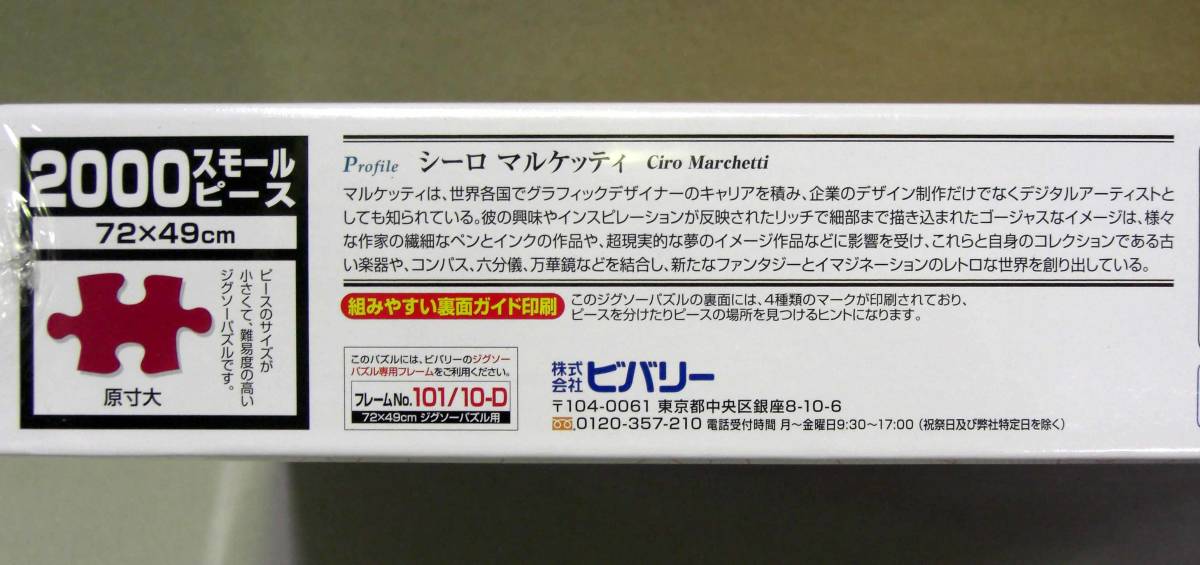 2000スモール
ピース
72×49cm
ピースのサイズが
小さくて、難易度の高い
ジグソーパズルです。
原寸大
Profile シーロ マルケッティ Ciro Marchetti
マルケッティは、世界各国でグラフィックデザイナーのキャリアを積み、企業のデザイン制作だけでなくデジタルアーティストと
しても知られている。彼の興味やインスピレーションが反映されたリッチで細部まで描き込まれたゴージャスなイメージは、様々
な作家の繊細なペンとインクの作品や、超現実的な夢のイメージ作品などに影響を受け、これらと自身のコレクションである古
い楽器や、コンパス、六分儀、万華鏡などを結合し、新たなファンタジーとイマジネーションのレトロな世界を創り出している。
組みやすい裏面ガイド印刷
このジグソーパズルの裏面には、4種類のマークが印刷されており、
ピースを分けたりピースの場所を見つけるヒントになります。
このパズルには、ビバリーのジグソー
パズル専用フレームをご利用ください。
フレームNo.101/10-D
72×49cm ジグソーパズル用
株式会社ビバリー
〒104-0061 東京都中央区銀座8-10-6
0120-357-210 電話受付時間 月〜金曜日9:30〜17:00 (祝祭日及び弊社特定日を除く)